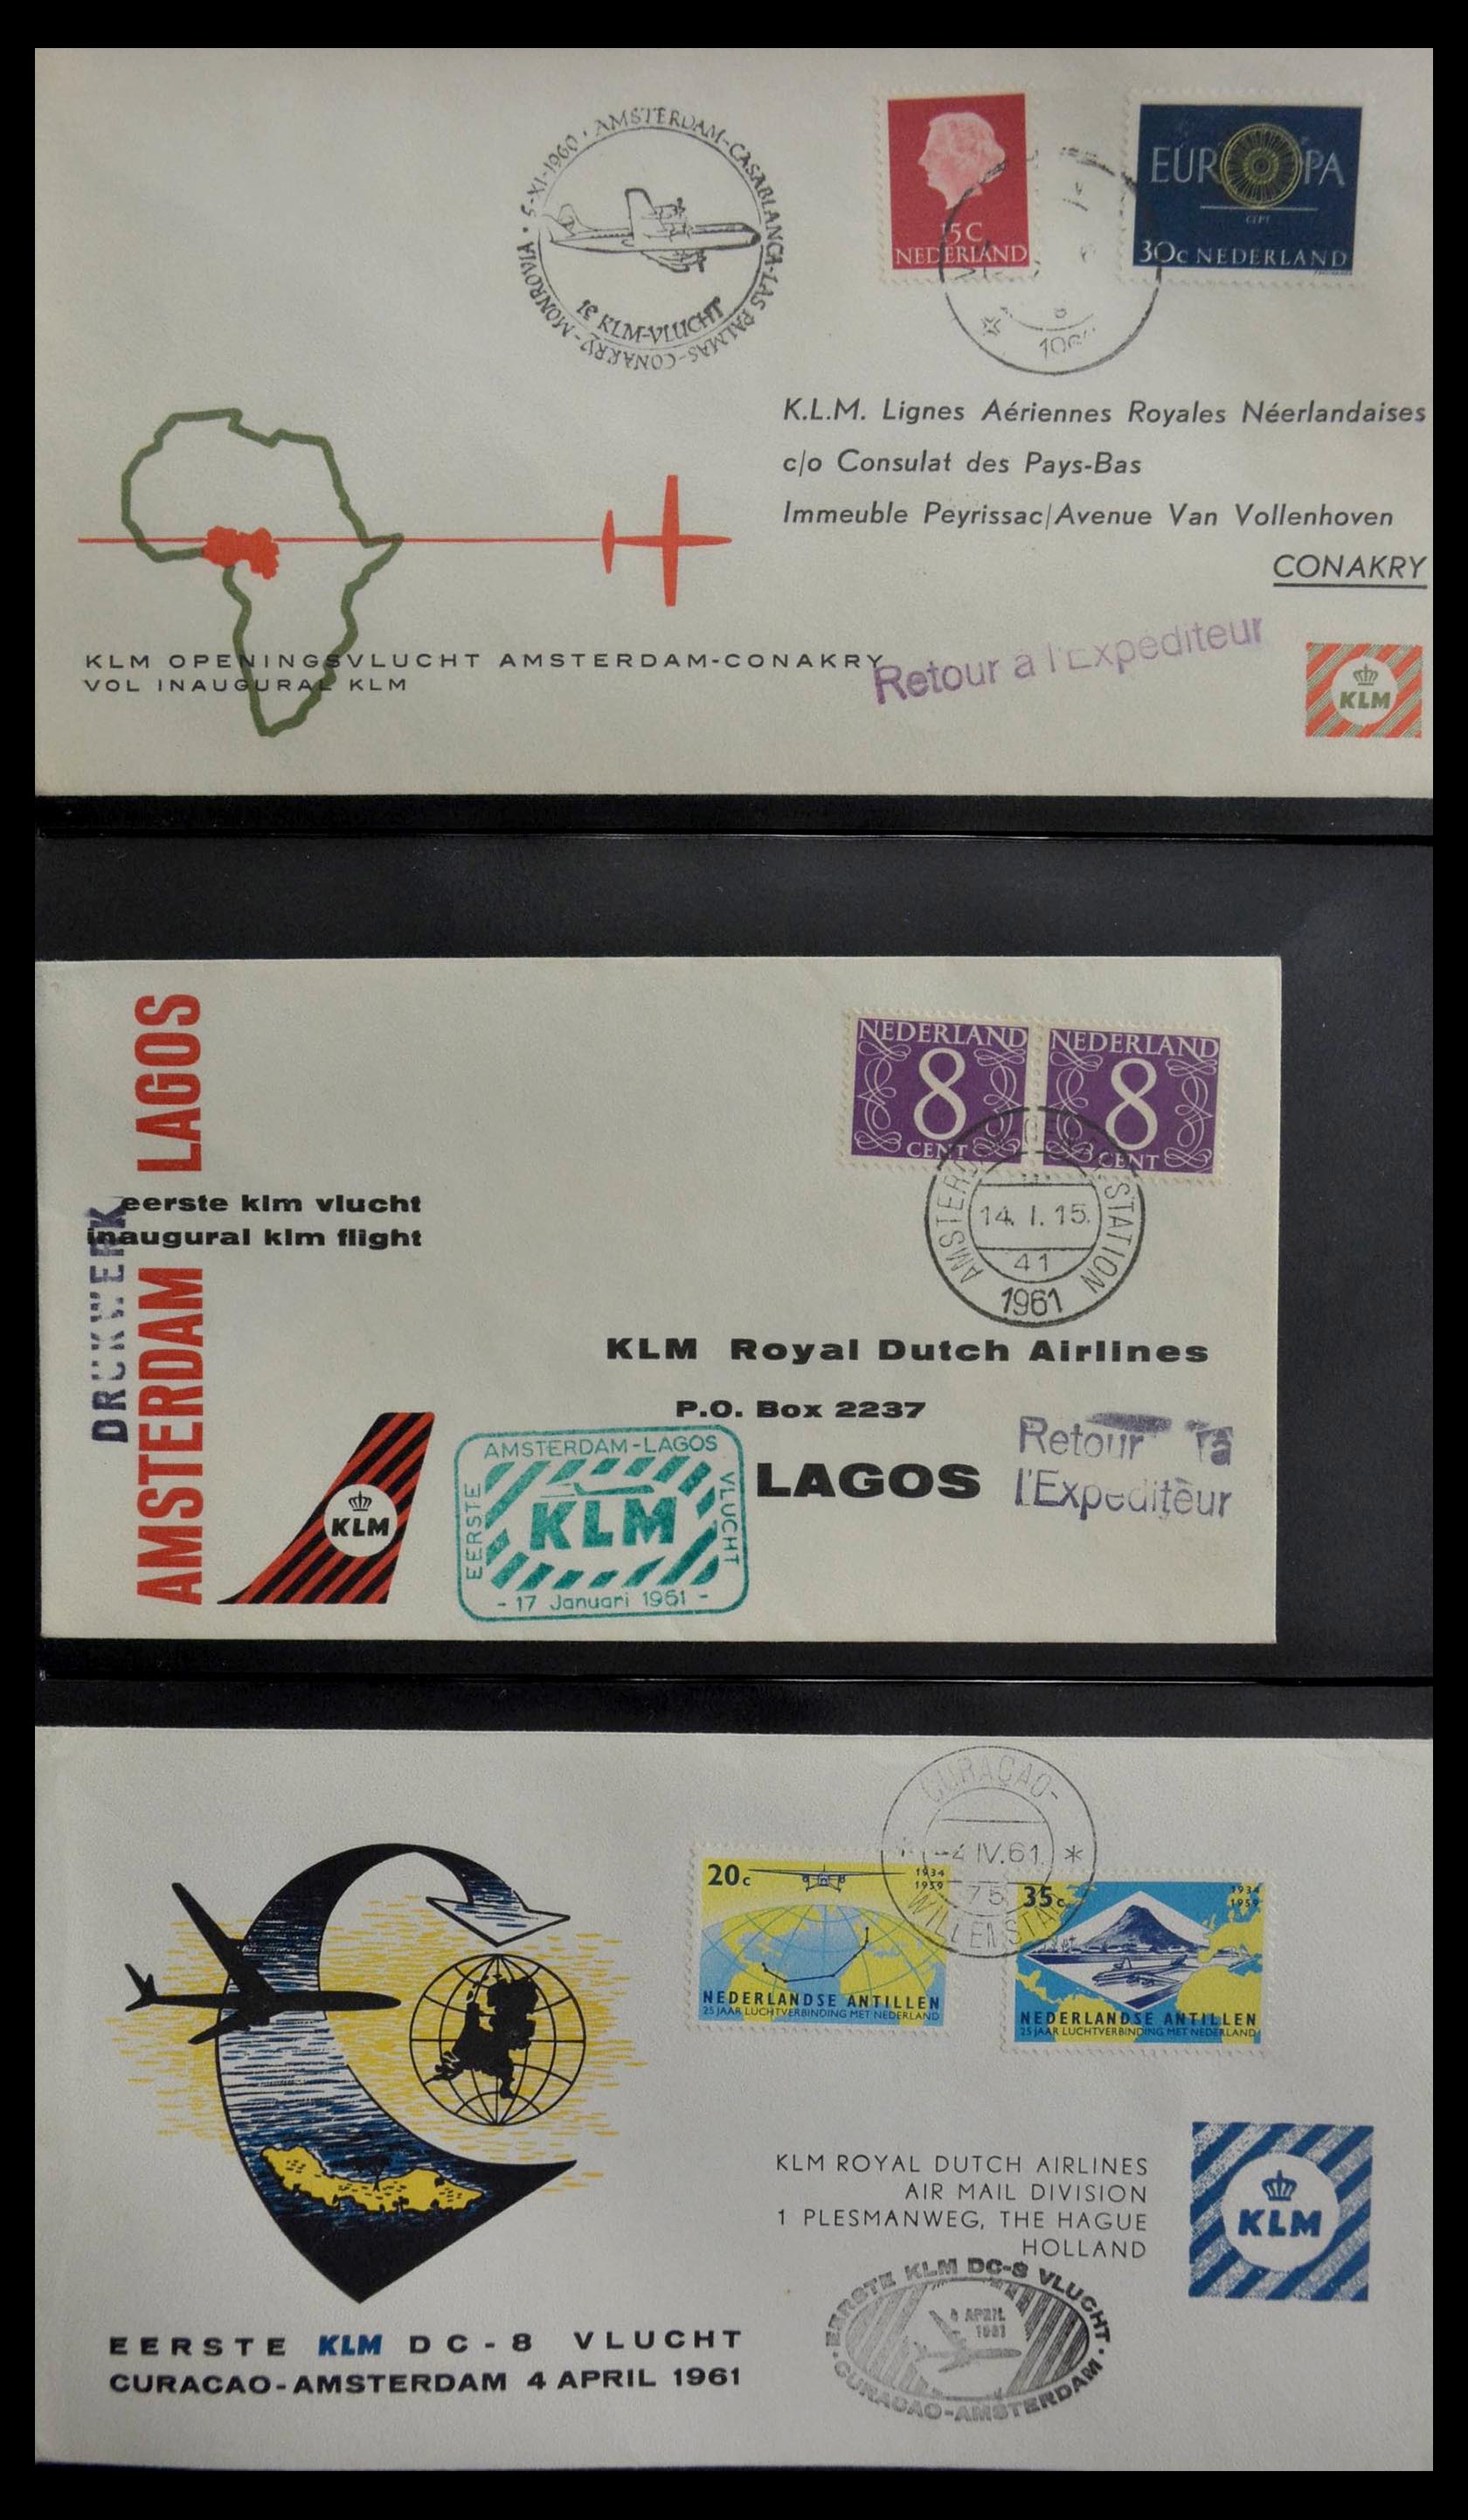 5-XI-1960 · AMSTERDAM-CASABLANCA-LAS PALMAS-CONAKRY-MONROVIA ·
1E KLM-VLUCHT
5C
NEDERLAND
EUROPA
CEPT
30c NEDERLAND
K.L.M. Lignes Aériennes Royales Néerlandaises
c/o Consulat des Pays-Bas
Immeuble Peyrissac/Avenue Van Vollenhoven
CONAKRY
KLM OPENINGSVLUCHT AMSTERDAM-CONAKRY
VOL INAUGURAL KLM
Retour à l'Expéditeur
KLM
AMSTERDAM LAGOS
eerste klm vlucht
inaugural klm flight
DRUKWERK
NEDERLAND
8
CENT
NEDERLAND
8
CENT
AMSTERDAM STATION
14.I.15.
41
1961
KLM Royal Dutch Airlines
P.O. Box 2237
LAGOS
Retour à
l'Expéditeur
KLM
AMSTERDAM-LAGOS
EERSTE
KLM
VLUCHT
- 17 Januari 1961 -
CURAÇAO-
-4 IV.61.
75
WILLEMSTAD
20c
1934
1959
NEDERLANDSE ANTILLEN
25 JAAR LUCHTVERBINDING MET NEDERLAND
35c
1934
1959
NEDERLANDSE ANTILLEN
25 JAAR LUCHTVERBINDING MET NEDERLAND
KLM ROYAL DUTCH AIRLINES
AIR MAIL DIVISION
1 PLESMANWEG, THE HAGUE
HOLLAND
KLM
EERSTE KLM DC-8 VLUCHT
4 APRIL
1961
· CURACAO-AMSTERDAM ·
EERSTE KLM DC-8 VLUCHT
CURACAO-AMSTERDAM 4 APRIL 1961